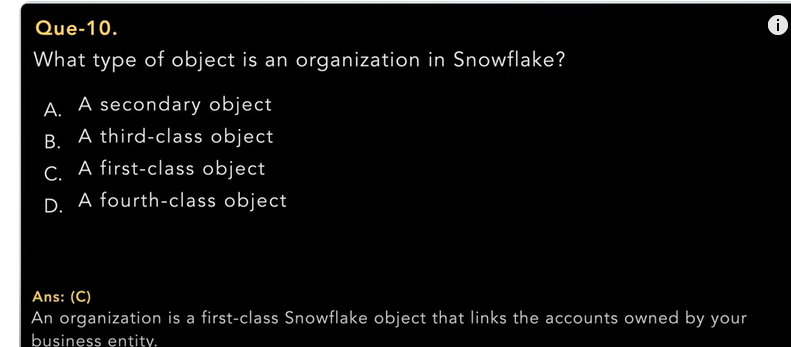 Que-10.
What type of object is an organization in Snowflake?
A. A secondary object
B. A third-class object
C. A first-class object
D. A fourth-class object
Ans: (C)
An organization is a first-class Snowflake object that links the accounts owned by your
business entity.